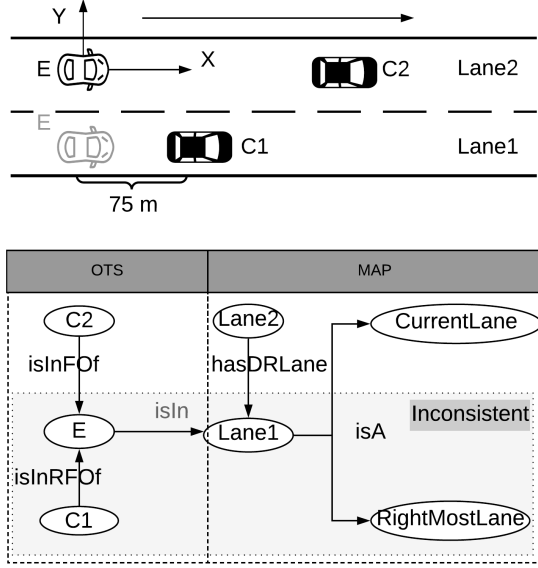 Y
X
E
C2
Lane2
E
C1
Lane1
75 m
OTS
MAP
C2
Lane2
CurrentLane
isInFOf
hasDRLane
isIn
Inconsistent
E
Lane1
isA
isInRFOf
C1
RightMostLane